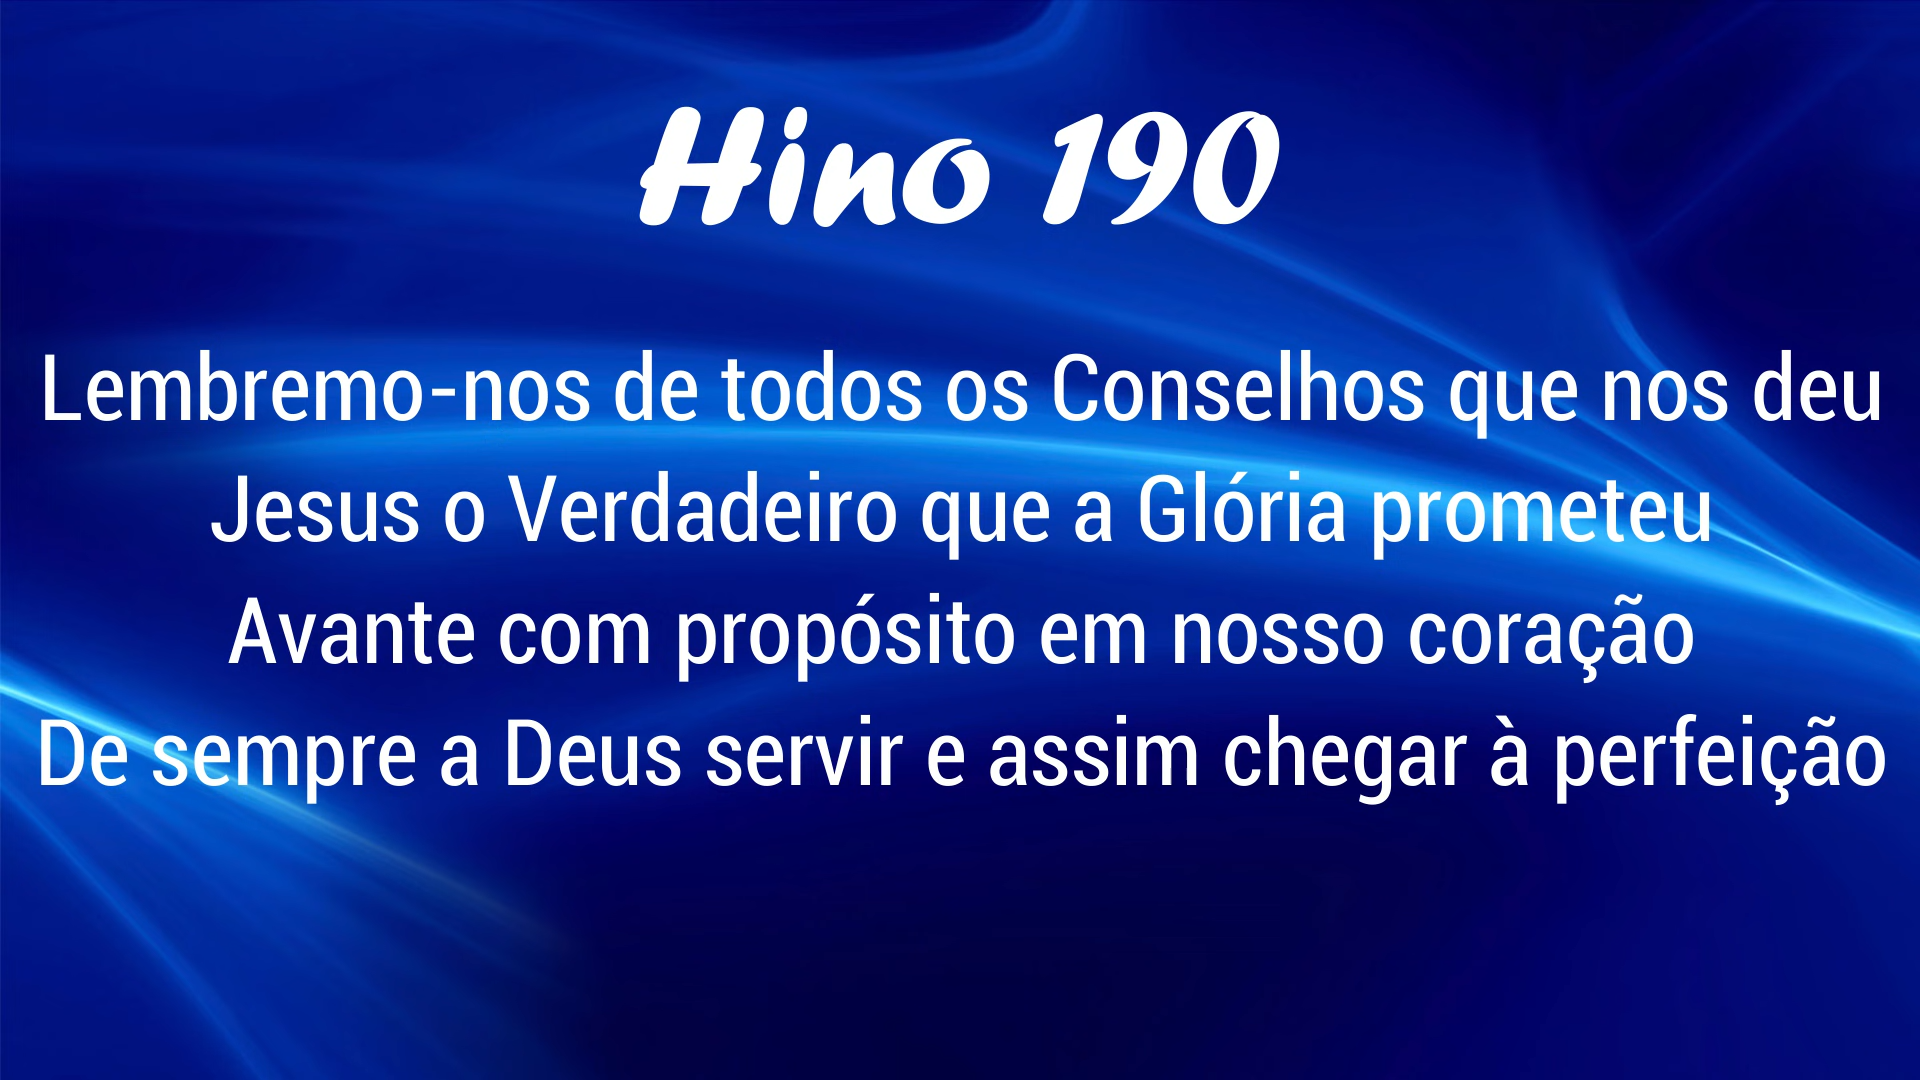 Hino 190
Lembremo-nos de todos os Conselhos que nos deu
Jesus o Verdadeiro que a Glória prometeu
Avante com propósito em nosso coração
De sempre a Deus servir e assim chegar à perfeição